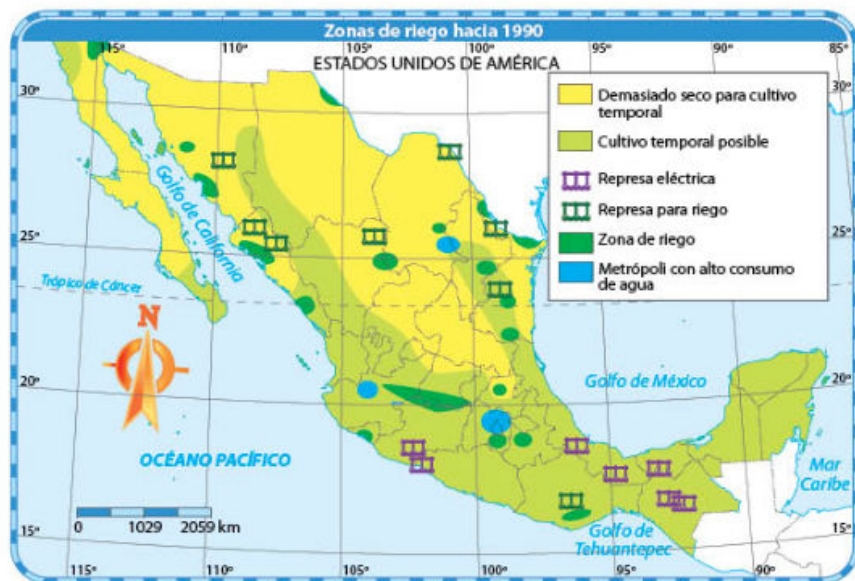 Zonas de riego hacia 1990
115° 110° 105° 100° 95° 90° 85°
ESTADOS UNIDOS DE AMÉRICA
Demasiado seco para cultivo
temporal
Cultivo temporal posible
Represa eléctrica
Represa para riego
Zona de riego
Metrópoli con alto consumo
de agua
30°
30°
25°
25°
20°
20°
15°
15°
Golfo de California
Trópico de Cáncer
N
Golfo de México
OCÉANO PACÍFICO
Mar
Caribe
Golfo de
Tehuantepec
0 1029 2059 km
115° 110° 105° 100° 95° 90°